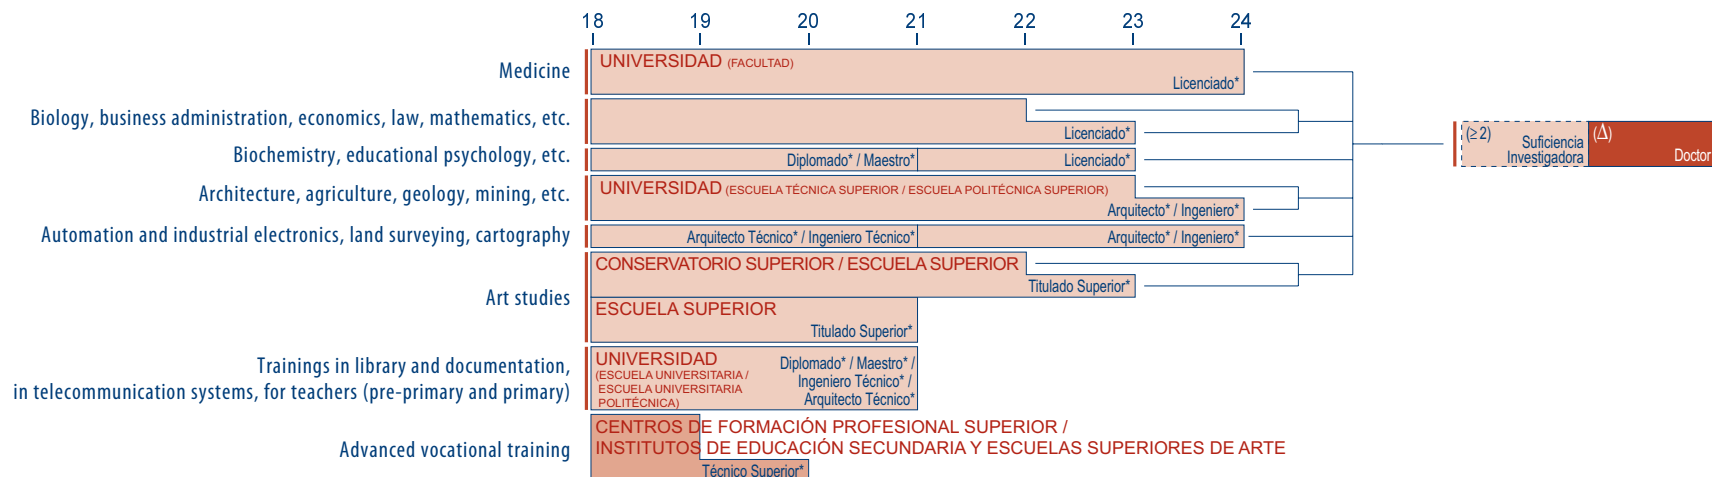 18 19 20 21 22 23 24
Medicine
UNIVERSIDAD (FACULTAD)
Licenciado*
Biology, business administration, economics, law, mathematics, etc.
Licenciado*
(≥2) Suficiencia Investigadora
(Δ) Doctor
Biochemistry, educational psychology, etc.
Diplomado* / Maestro*
Licenciado*
Architecture, agriculture, geology, mining, etc.
UNIVERSIDAD (ESCUELA TÉCNICA SUPERIOR / ESCUELA POLITÉCNICA SUPERIOR)
Arquitecto* / Ingeniero*
Automation and industrial electronics, land surveying, cartography
Arquitecto Técnico* / Ingeniero Técnico*
Arquitecto* / Ingeniero*
Art studies
CONSERVATORIO SUPERIOR / ESCUELA SUPERIOR
Titulado Superior*
ESCUELA SUPERIOR
Titulado Superior*
Trainings in library and documentation,
in telecommunication systems, for teachers (pre-primary and primary)
UNIVERSIDAD
(ESCUELA UNIVERSITARIA /
ESCUELA UNIVERSITARIA
POLITÉCNICA)
Diplomado* / Maestro* /
Ingeniero Técnico* /
Arquitecto Técnico*
Advanced vocational training
CENTROS DE FORMACIÓN PROFESIONAL SUPERIOR /
INSTITUTOS DE EDUCACIÓN SECUNDARIA Y ESCUELAS SUPERIORES DE ARTE
Técnico Superior*